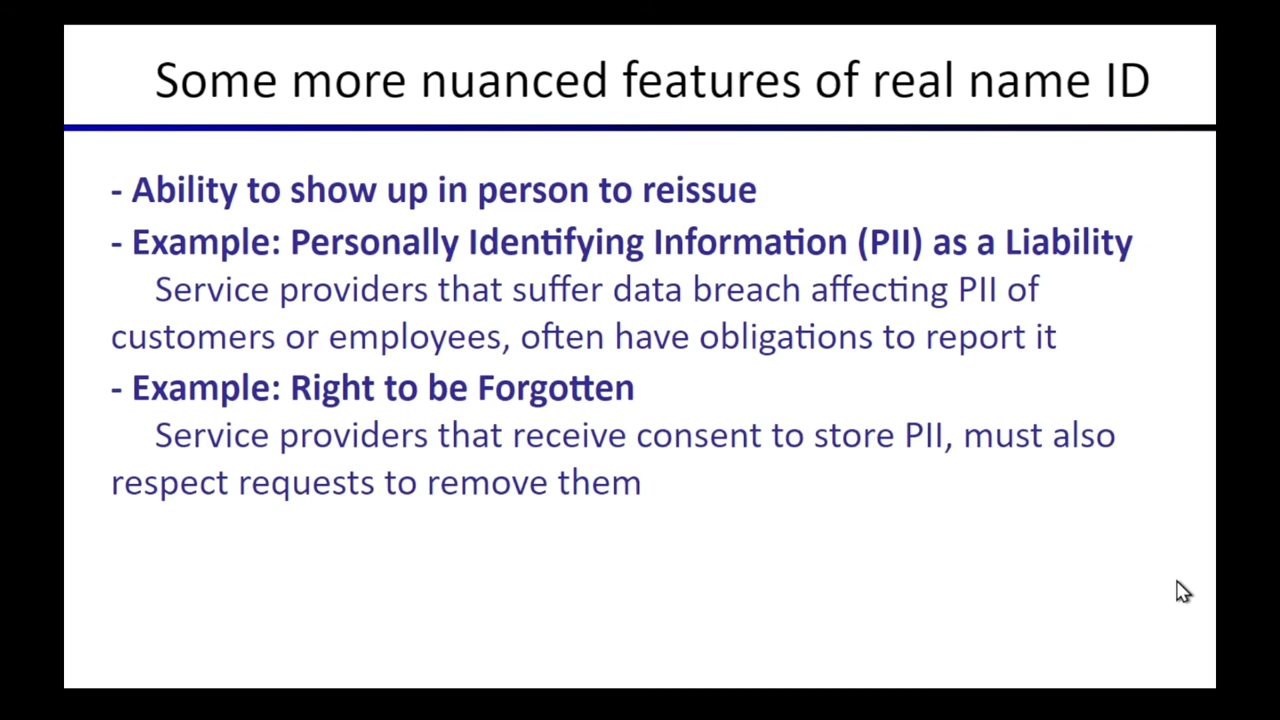 Some more nuanced features of real name ID
- Ability to show up in person to reissue
- Example: Personally Identifying Information (PII) as a Liability
Service providers that suffer data breach affecting PII of
customers or employees, often have obligations to report it
- Example: Right to be Forgotten
Service providers that receive consent to store PII, must also
respect requests to remove them